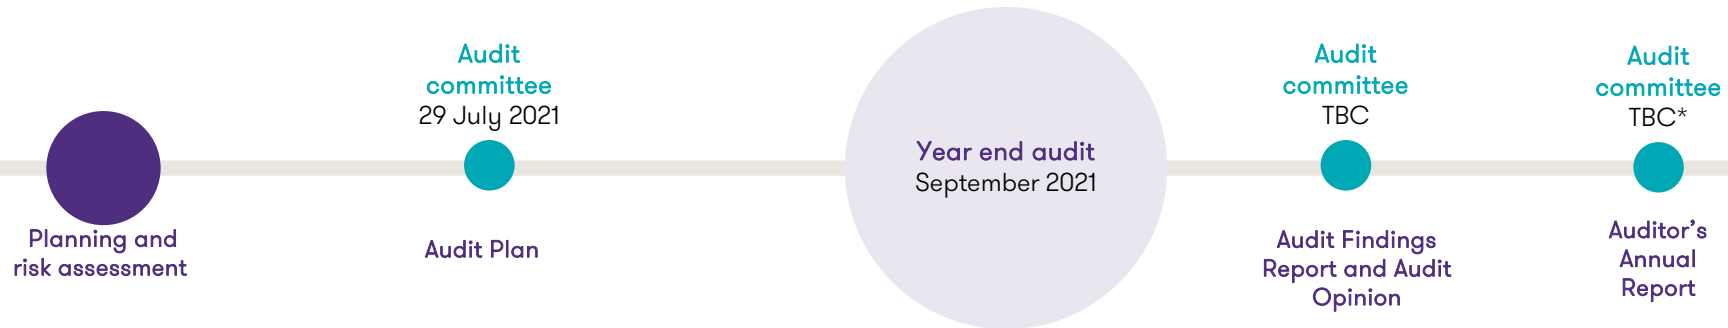 Planning and
risk assessment
Audit
committee
29 July 2021
Audit Plan
Year end audit
September 2021
Audit
committee
TBC
Audit Findings
Report and Audit
Opinion
Audit
committee
TBC*
Auditor’s
Annual
Report